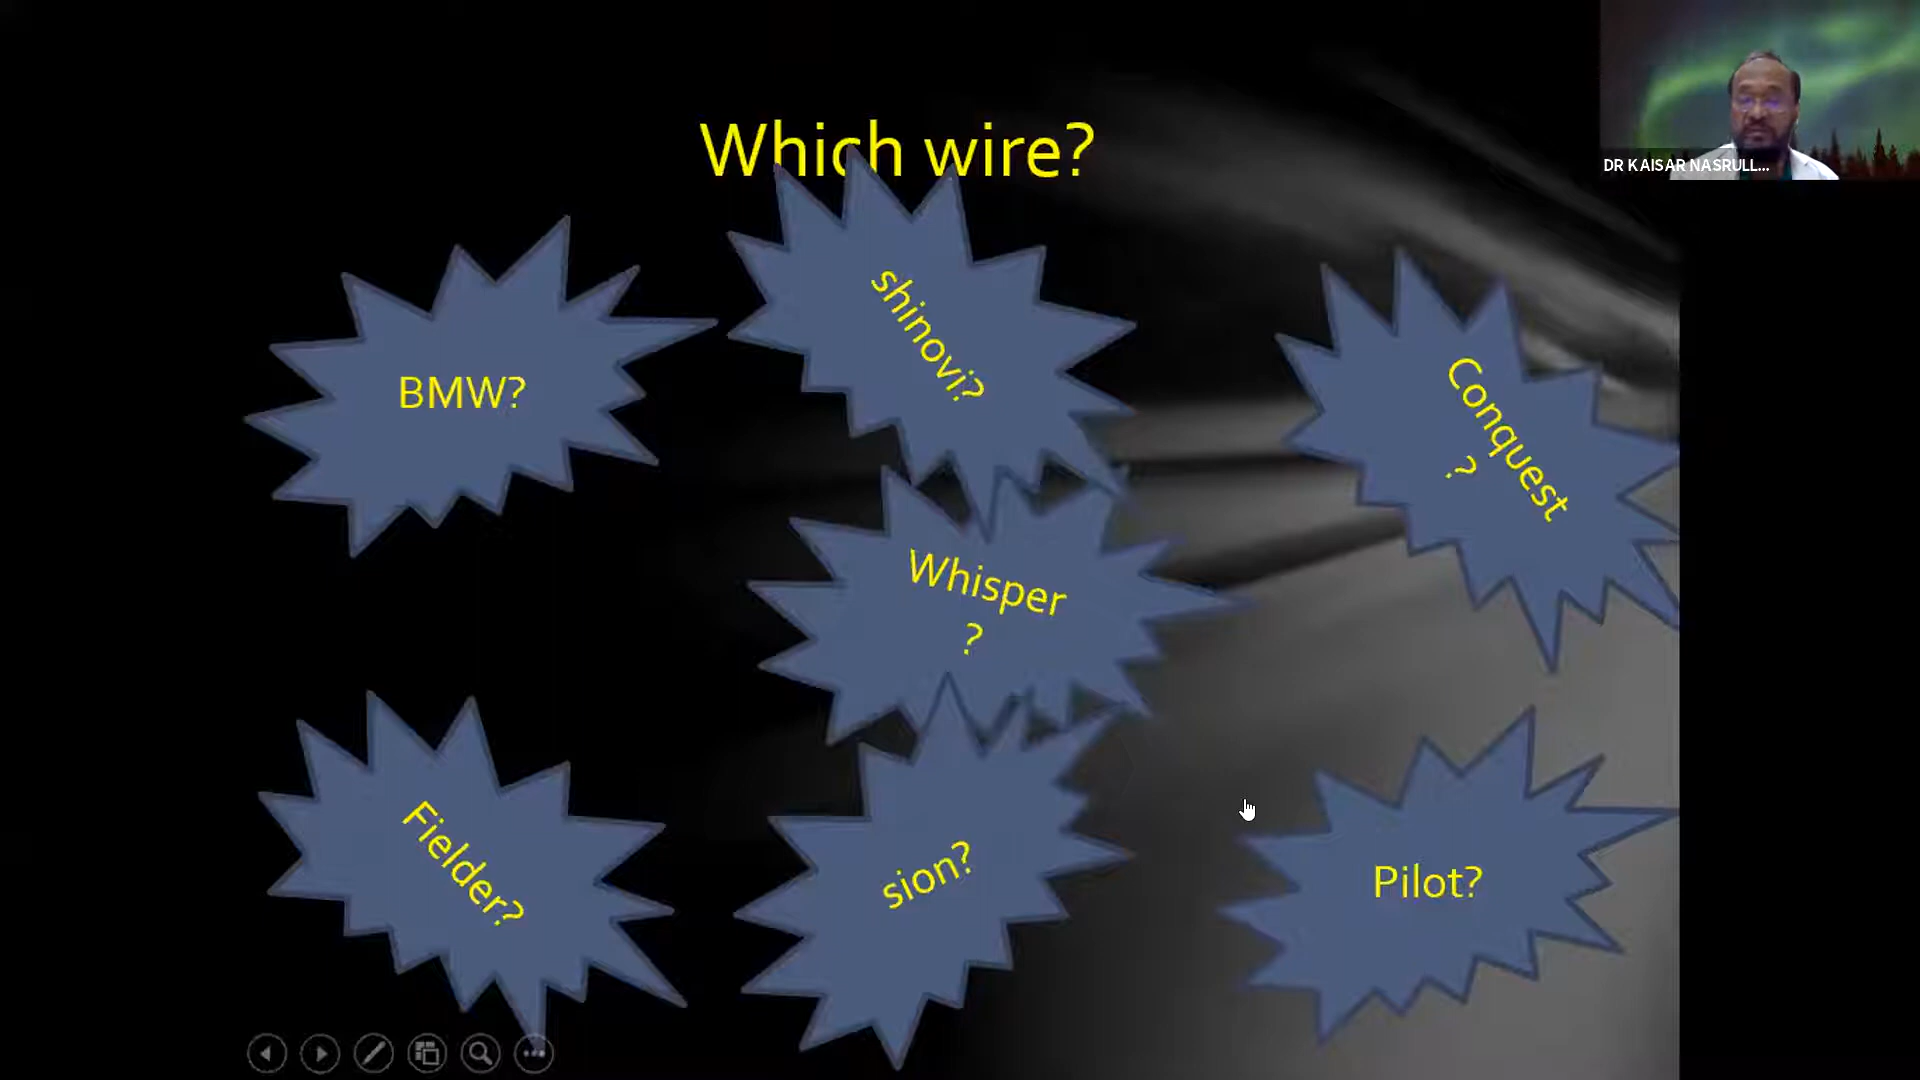 Which wire?
DR KAISAR NASRULL...
BMW?
shinovi?
Conquest
?
Whisper
?
Fielder?
sion?
Pilot?